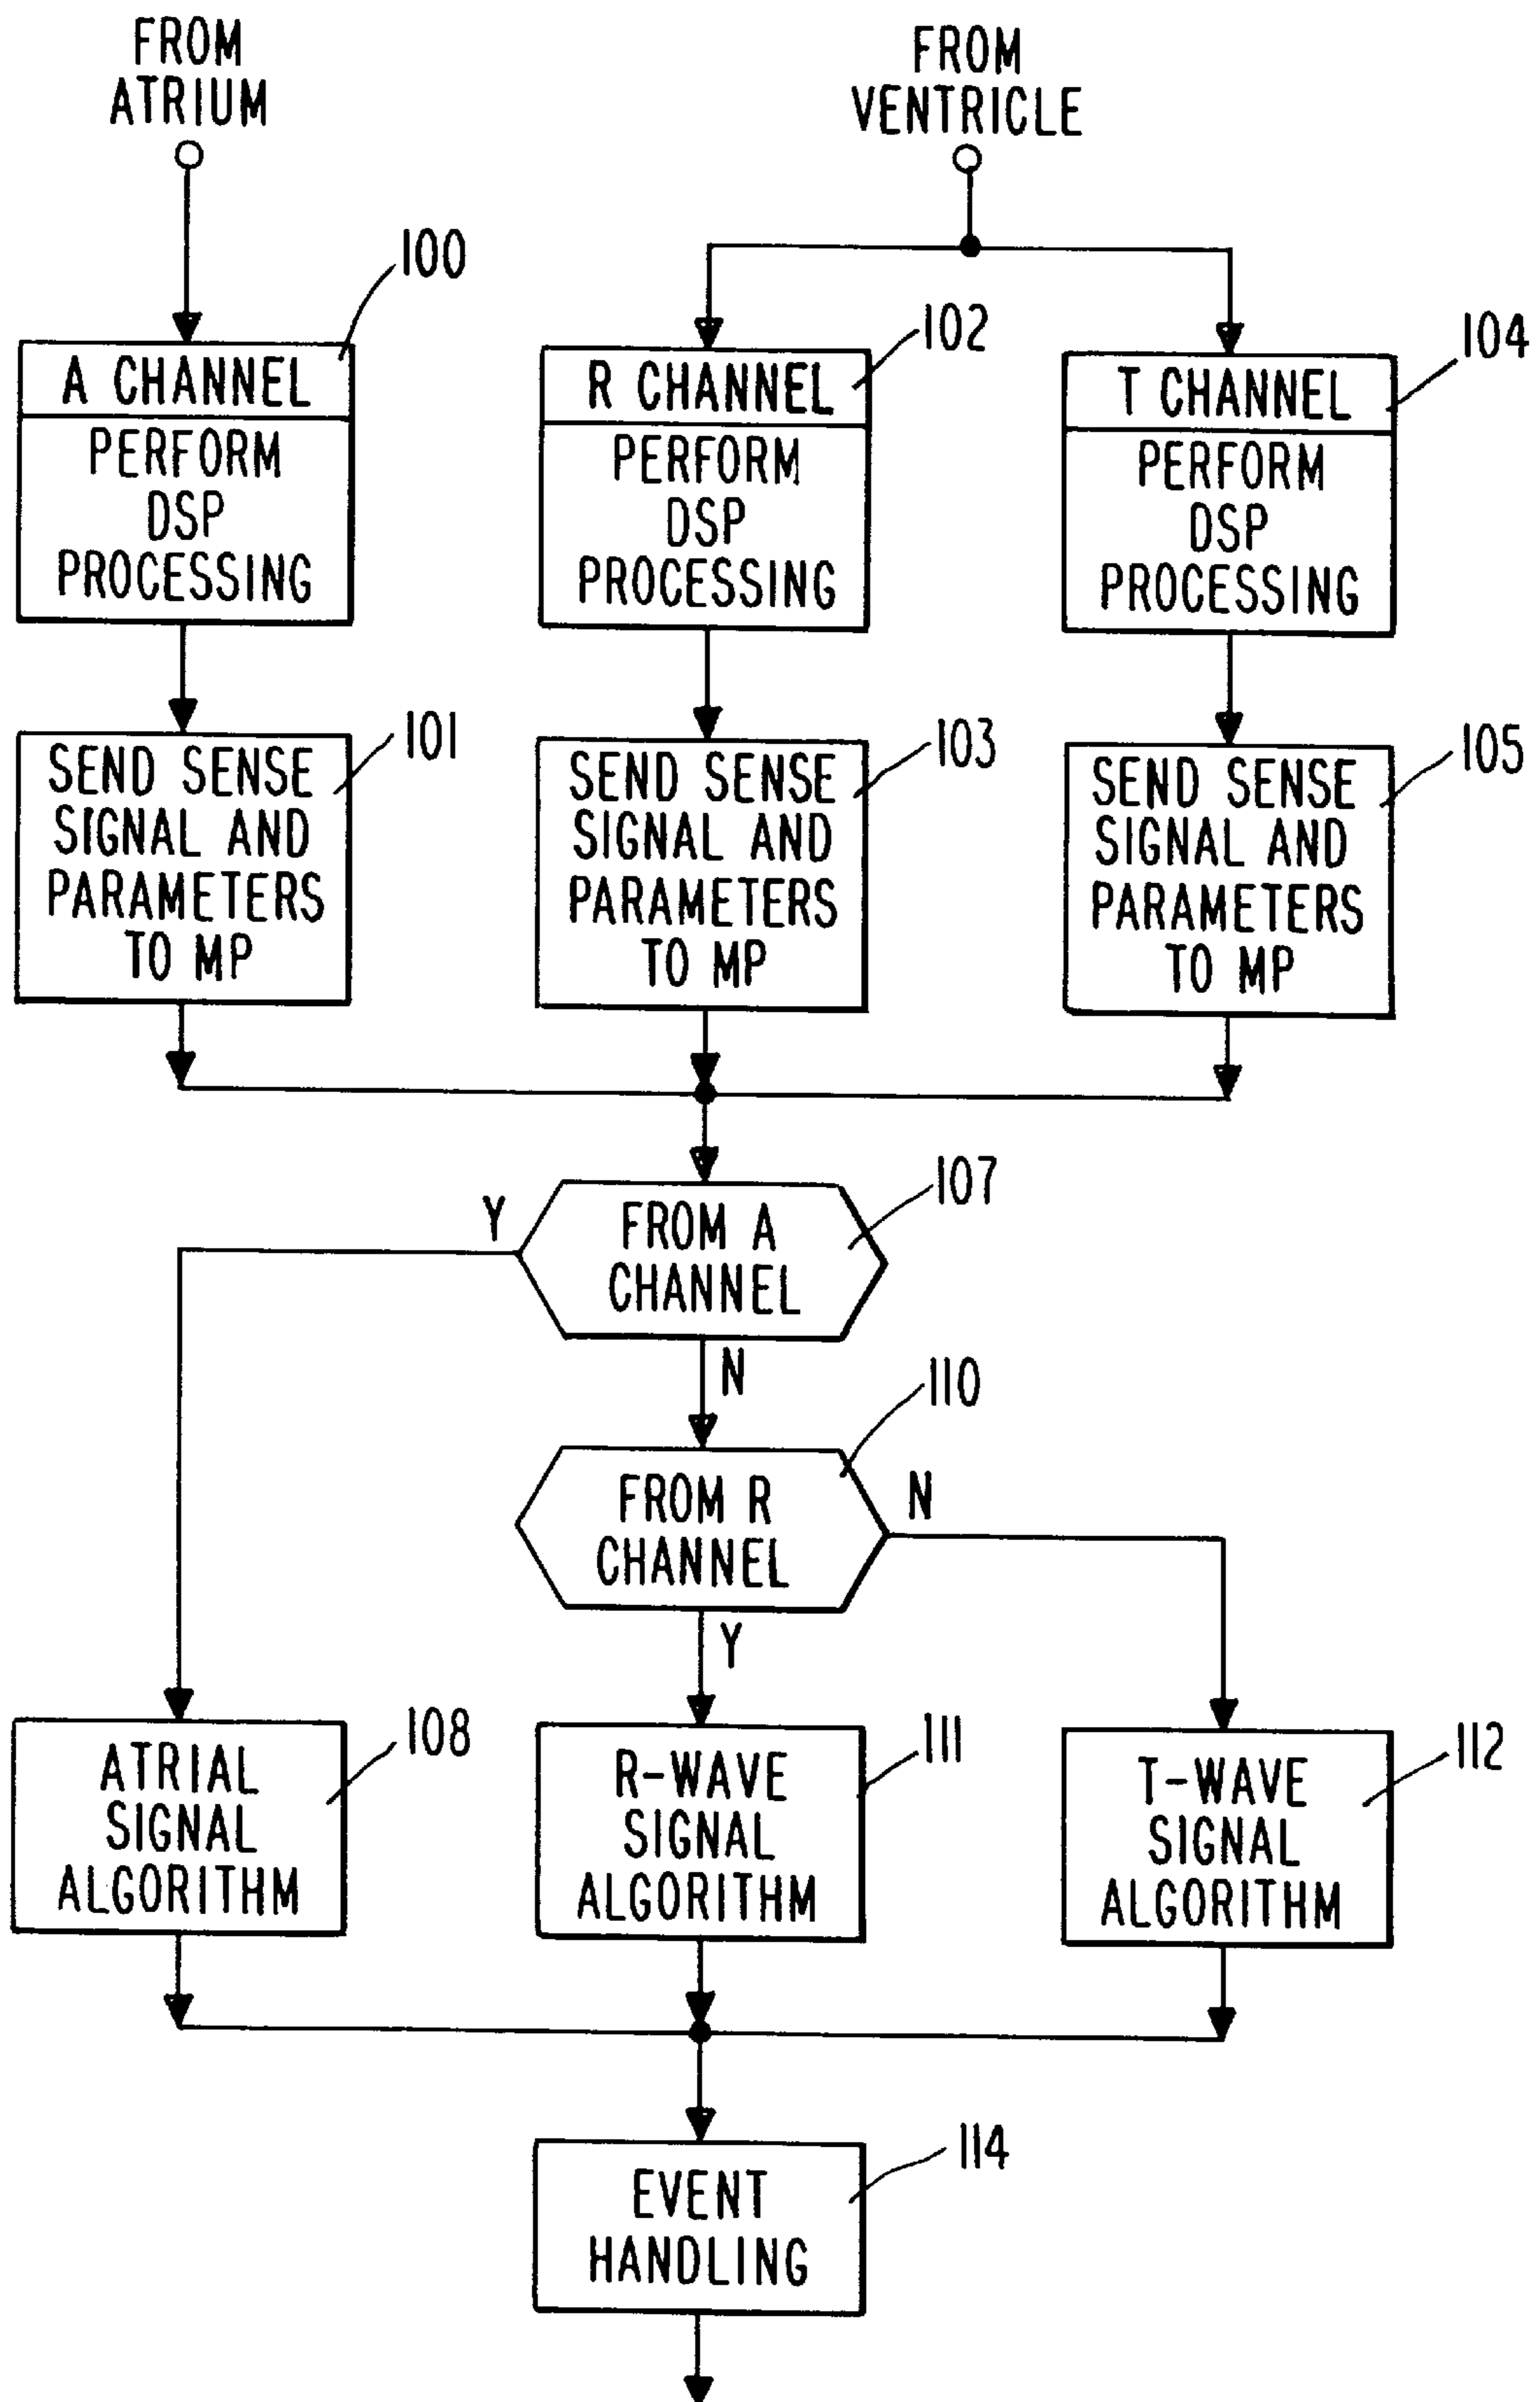 FROM
ATRIUM
FROM
VENTRICLE
100
A CHANNEL
PERFORM
DSP
PROCESSING
102
R CHANNEL
PERFORM
DSP
PROCESSING
104
T CHANNEL
PERFORM
DSP
PROCESSING
101
SEND SENSE
SIGNAL AND
PARAMETERS
TO MP
103
SEND SENSE
SIGNAL AND
PARAMETERS
TO MP
105
SEND SENSE
SIGNAL AND
PARAMETERS
TO MP
107
Y
FROM A
CHANNEL
N
110
FROM R
CHANNEL
N
Y
108
ATRIAL
SIGNAL
ALGORITHM
111
R-WAVE
SIGNAL
ALGORITHM
112
T-WAVE
SIGNAL
ALGORITHM
114
EVENT
HANDLING